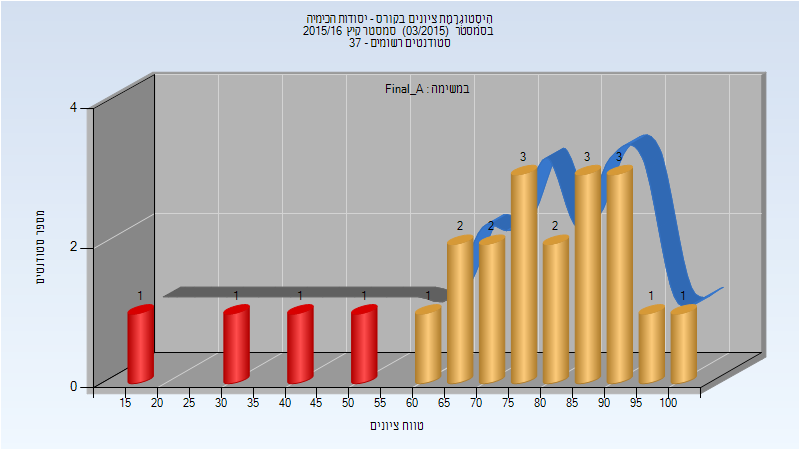 היסטוגרמת ציונים בקורס - יסודות הכימיה
בסמסטר (03/2015) סמסטר קיץ 2015/16
סטודנטים רשומים - 37
במשימה : Final_A
מספר סטודנטים
4
2
0
1
1
1
1
1
2
2
3
2
3
3
1
1
15 20 25 30 35 40 45 50 55 60 65 70 75 80 85 90 95 100
טווח ציונים